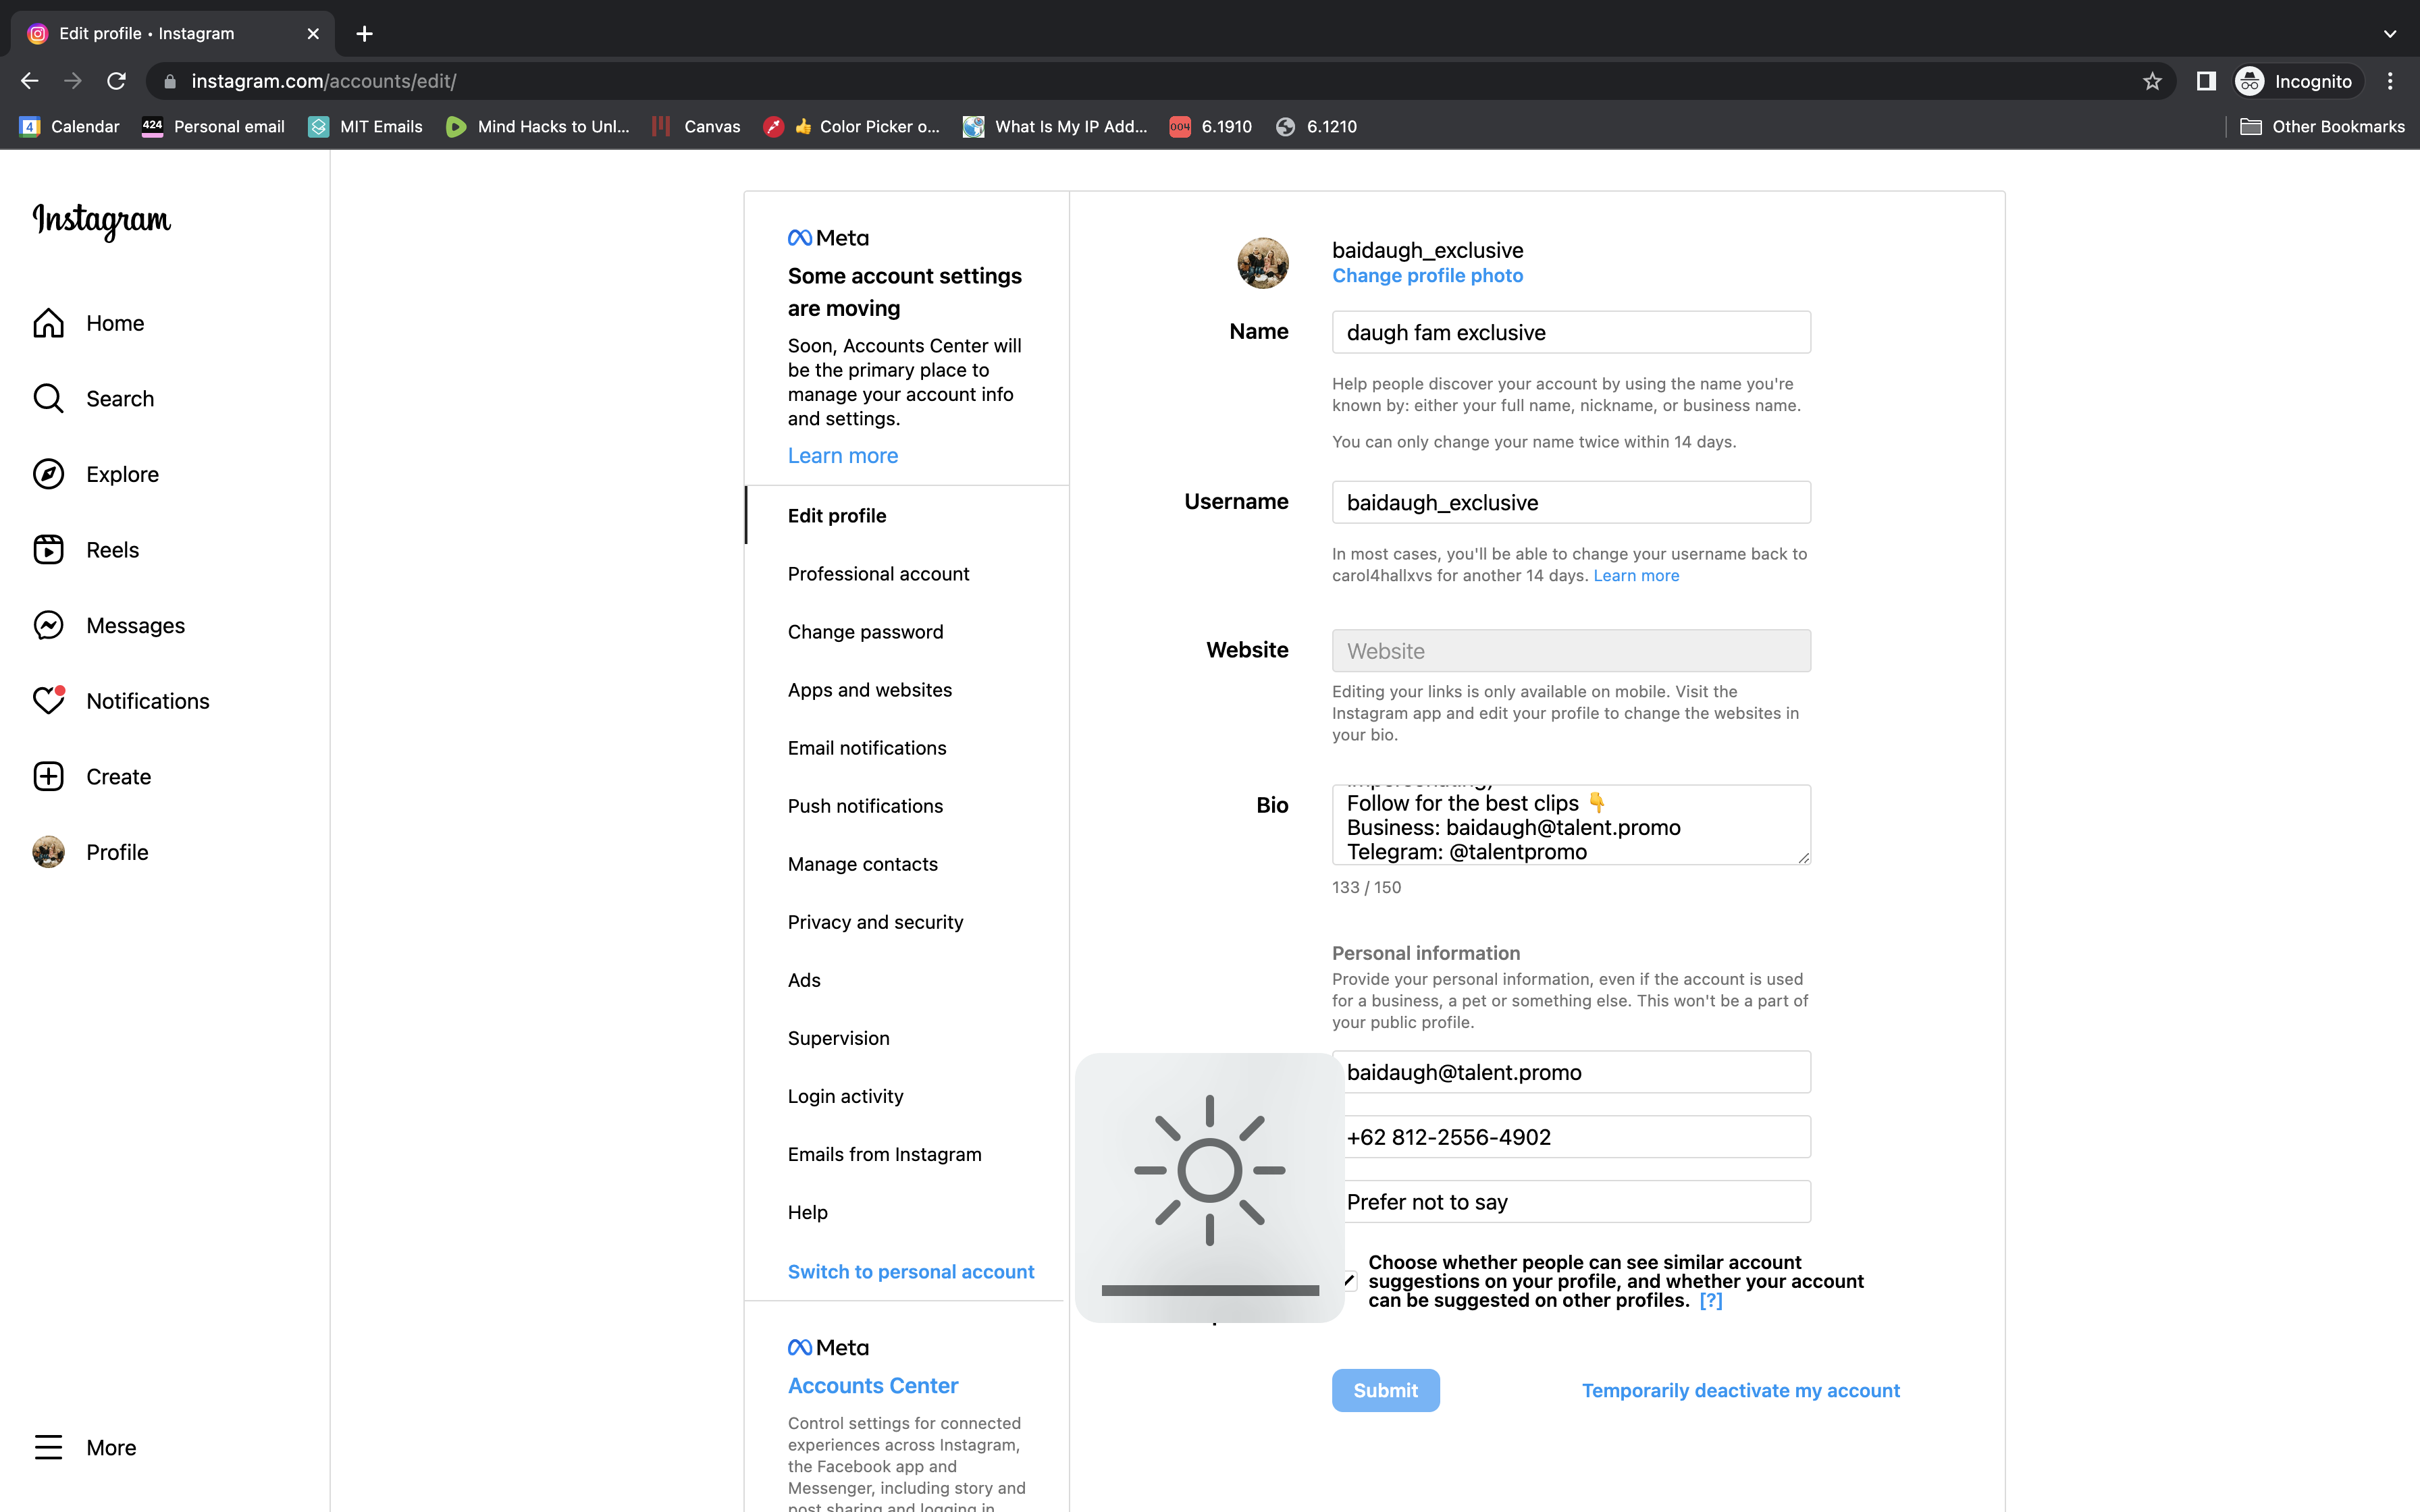 Edit profile • Instagram
instagram.com/accounts/edit/
Incognito
4
Calendar
424
Personal email
MIT Emails
Mind Hacks to Unl...
Canvas
👍 Color Picker o...
What Is My IP Add...
004
6.1910
6.1210
Other Bookmarks
Instagram
Home
Search
Explore
Reels
Messages
Notifications
Create
Profile
More
Meta
Some account settings
are moving
Soon, Accounts Center will
be the primary place to
manage your account info
and settings.
Learn more
Edit profile
Professional account
Change password
Apps and websites
Email notifications
Push notifications
Manage contacts
Privacy and security
Ads
Supervision
Login activity
Emails from Instagram
Help
Switch to personal account
Meta
Accounts Center
Control settings for connected
experiences across Instagram,
the Facebook app and
Messenger, including story and
post sharing and logging in.
baidaugh_exclusive
Change profile photo
Name
daugh fam exclusive
Help people discover your account by using the name you're
known by: either your full name, nickname, or business name.
You can only change your name twice within 14 days.
Username
baidaugh_exclusive
In most cases, you'll be able to change your username back to
carol4hallxvs for another 14 days. Learn more
Website
Website
Editing your links is only available on mobile. Visit the
Instagram app and edit your profile to change the websites in
your bio.
Bio
Follow for the best clips 👇
Business: baidaugh@talent.promo
Telegram: @talentpromo
133 / 150
Personal information
Provide your personal information, even if the account is used
for a business, a pet or something else. This won't be a part of
your public profile.
baidaugh@talent.promo
+62 812-2556-4902
Prefer not to say
Choose whether people can see similar account
suggestions on your profile, and whether your account
can be suggested on other profiles. [?]
Submit
Temporarily deactivate my account